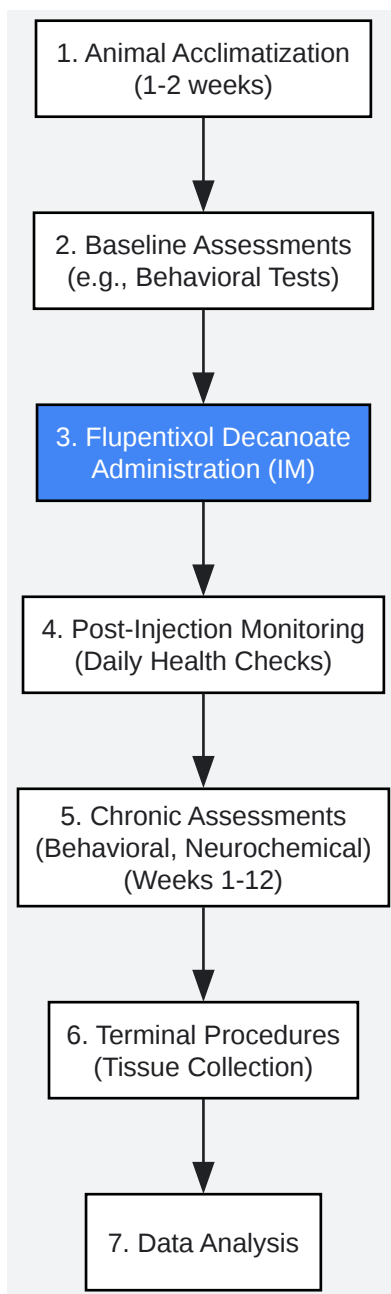 1. Animal Acclimatization
(1-2 weeks)
2. Baseline Assessments
(e.g., Behavioral Tests)
3. Flupentixol Decanoate
Administration (IM)
4. Post-Injection Monitoring
(Daily Health Checks)
5. Chronic Assessments
(Behavioral, Neurochemical)
(Weeks 1-12)
6. Terminal Procedures
(Tissue Collection)
7. Data Analysis